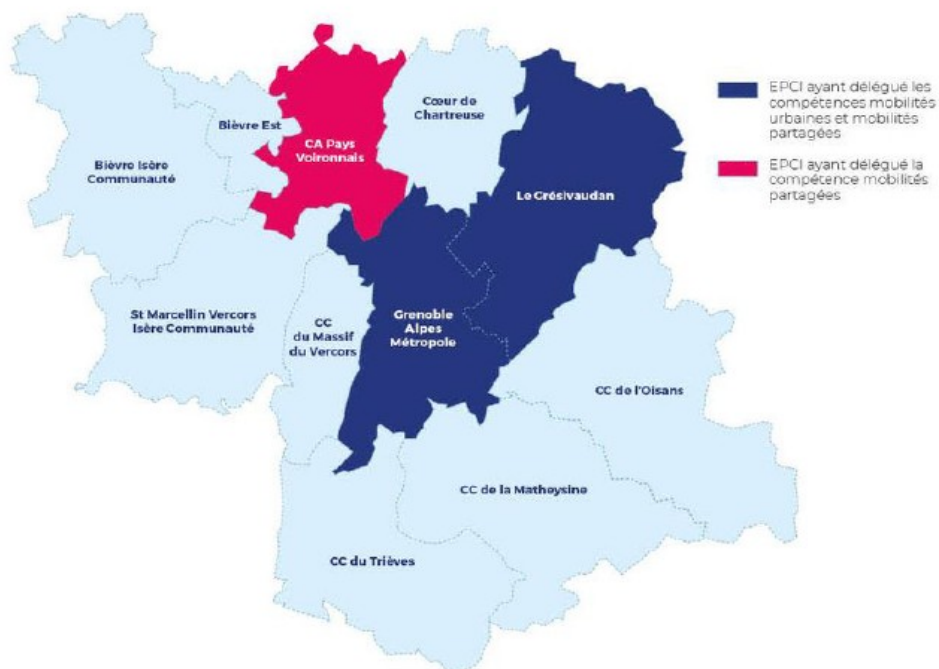 EPCI ayant délégué les
compétences mobilités
urbaines et mobilités
partagées
EPCI ayant délégué la
compétence mobilités
partagées
Bièvre Isère
Communauté
Bièvre Est
CA Pays
Voironnais
Cœur de
Chartreuse
Le Grésivaudan
St Marcellin Vercors
Isère Communauté
CC
du Massif
du Vercors
Grenoble
Alpes
Métropole
CC de l'Oisans
CC de la Matheysine
CC du Trièves